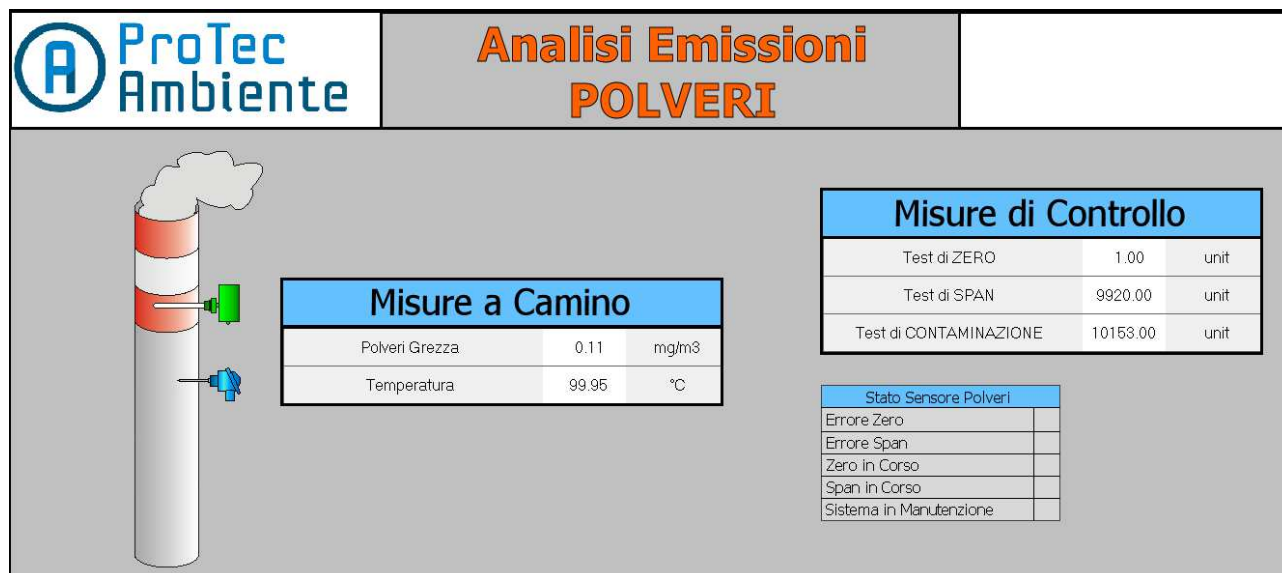 ProTec
Ambiente
Analisi Emissioni
POLVERI
Misure a Camino
Polveri Grezza 0.11 mg/m3
Temperatura 99.95 °C
Misure di Controllo
Test di ZERO 1.00 unit
Test di SPAN 9920.00 unit
Test di CONTAMINAZIONE 10153.00 unit
Stato Sensore Polveri
Errore Zero
Errore Span
Zero in Corso
Span in Corso
Sistema in Manutenzione